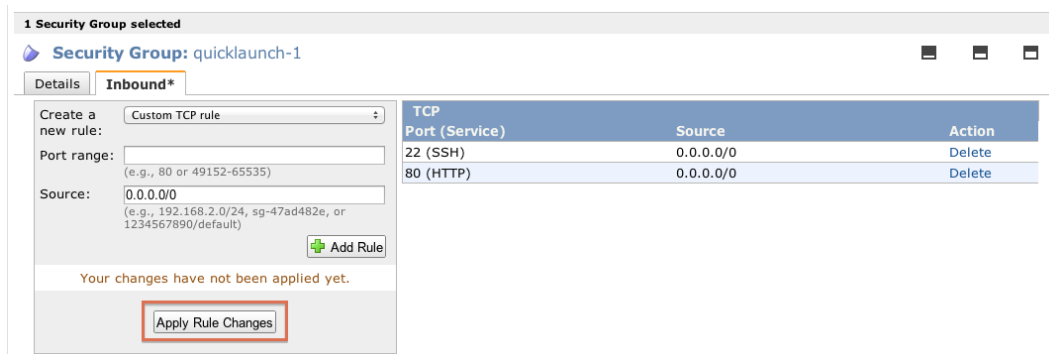 1 Security Group selected
Security Group: quicklaunch-1
Details
Inbound*
Create a new rule:
Custom TCP rule
Port range:
(e.g., 80 or 49152-65535)
Source:
0.0.0.0/0
(e.g., 192.168.2.0/24, sg-47ad482e, or
1234567890/default)
Add Rule
Your changes have not been applied yet.
Apply Rule Changes
TCP
Port (Service) Source Action
22 (SSH) 0.0.0.0/0 Delete
80 (HTTP) 0.0.0.0/0 Delete